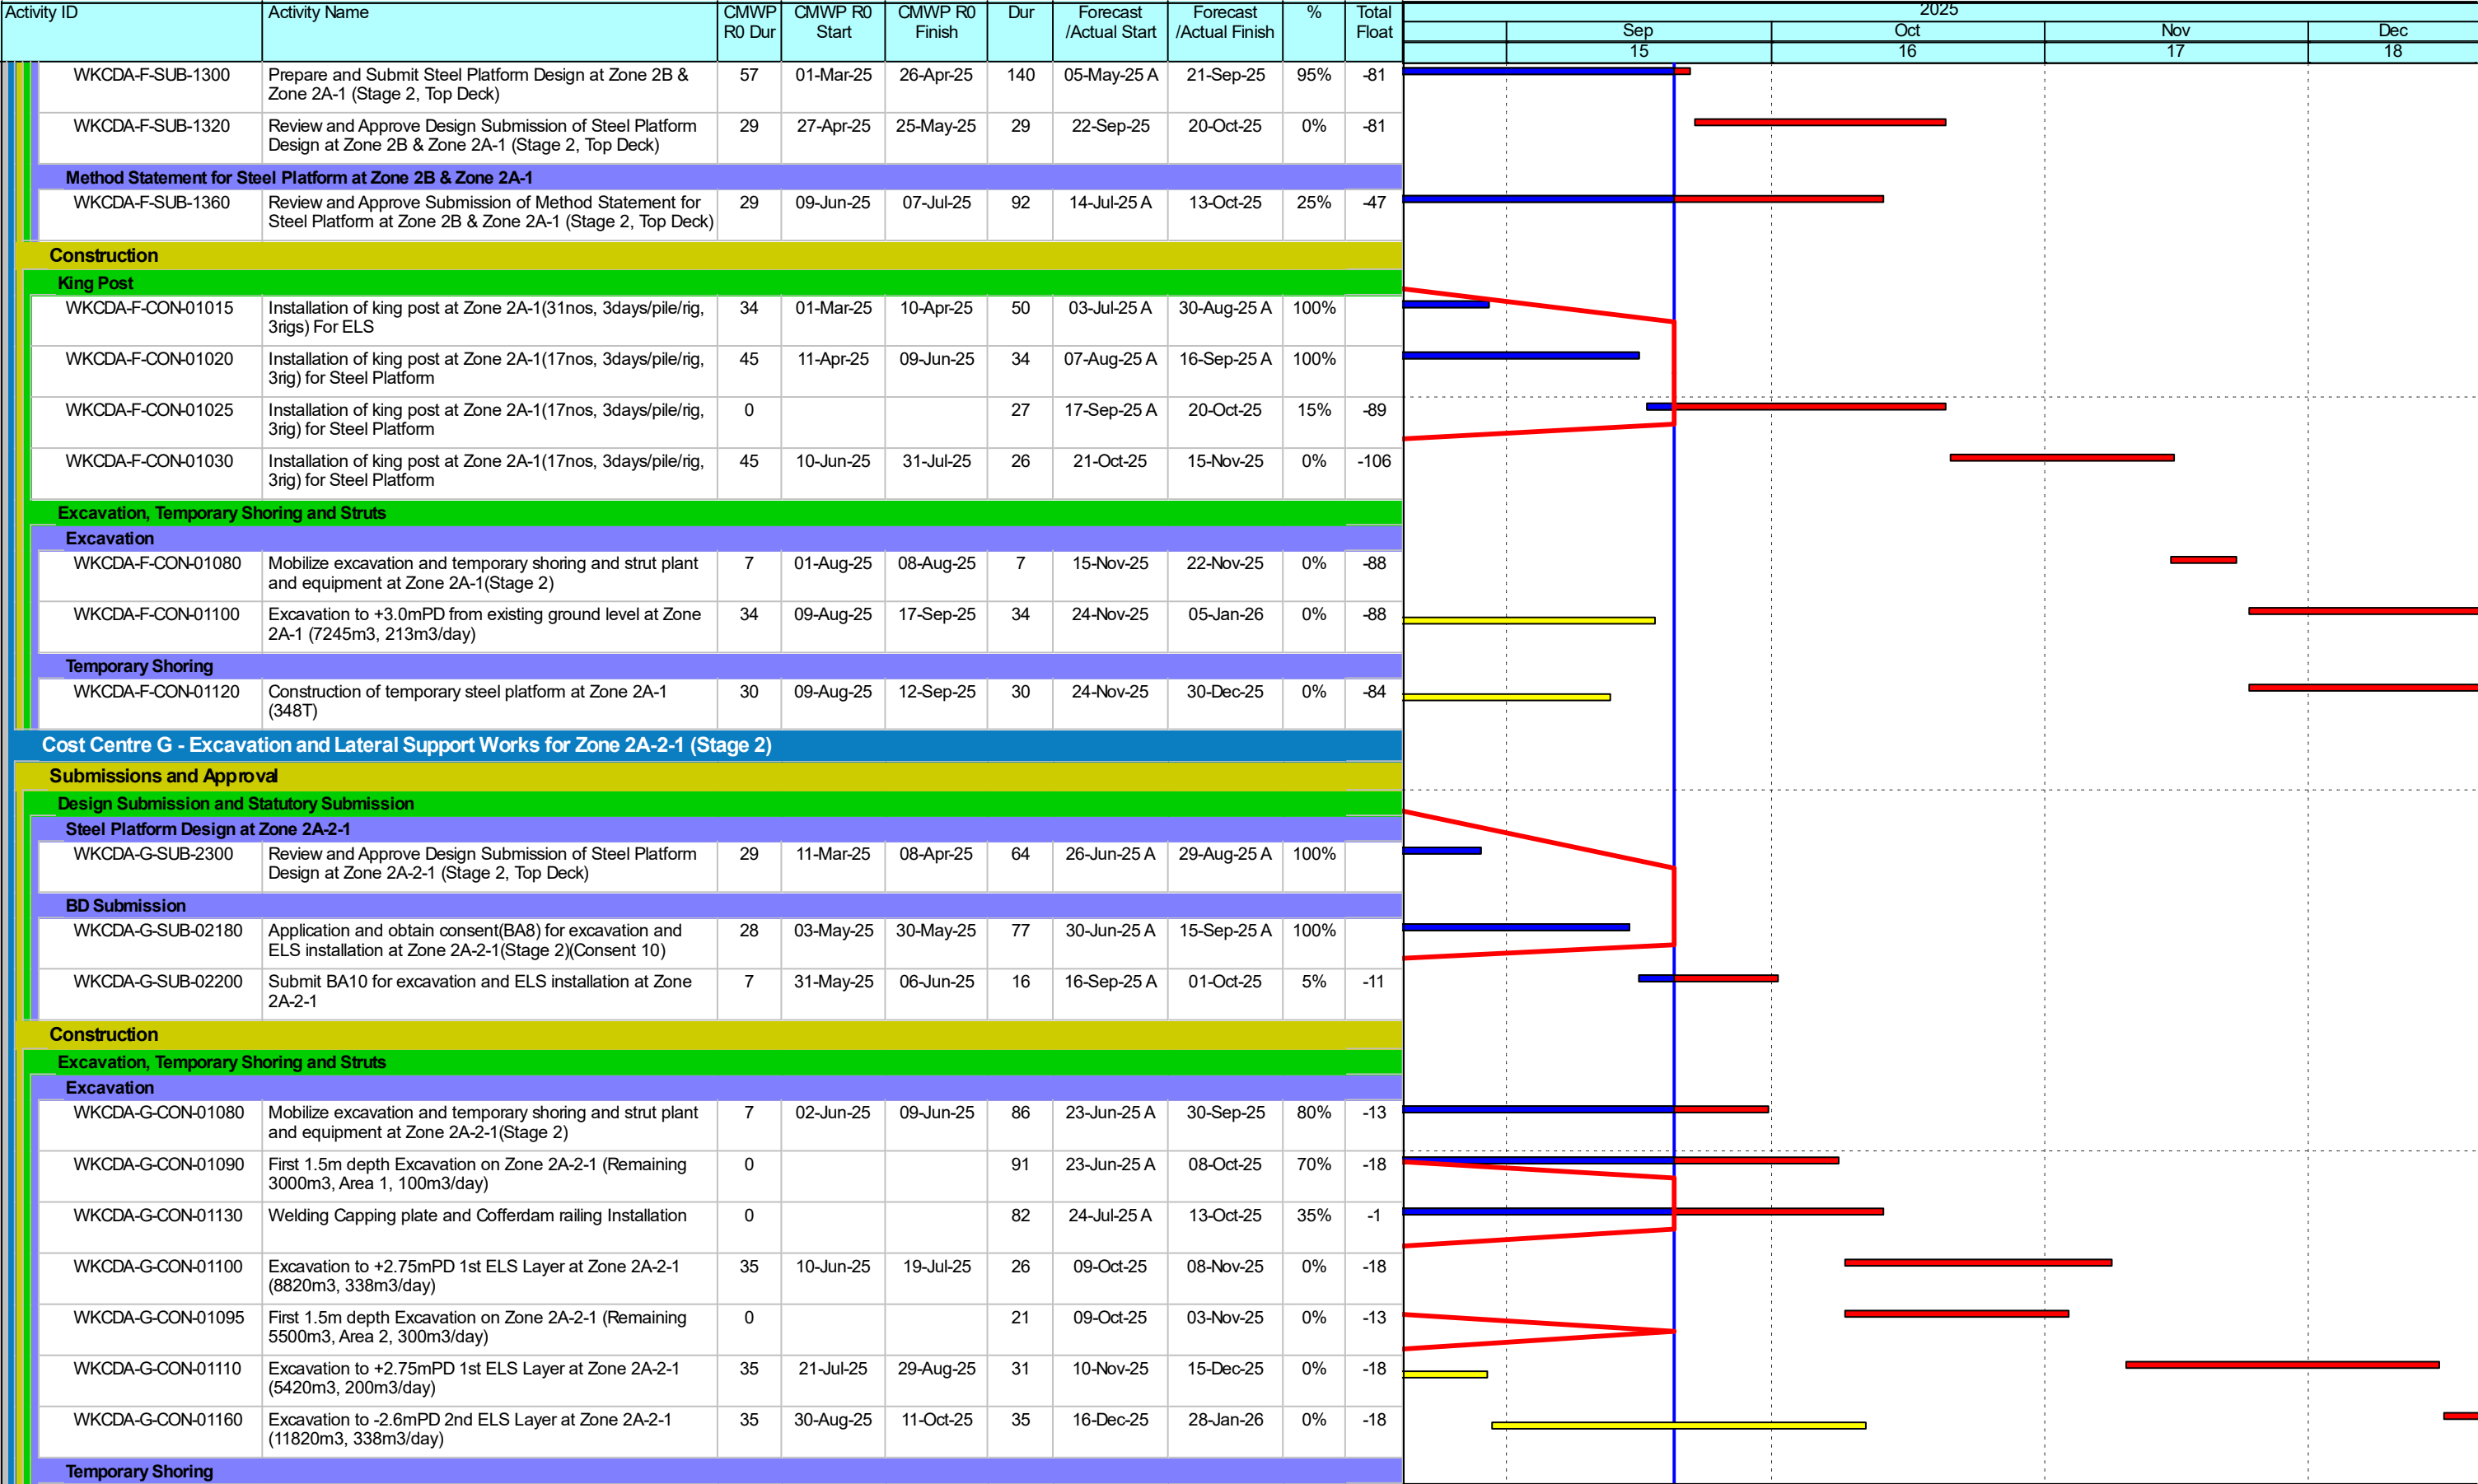 Activity ID Activity Name CMWP R0 Dur CMWP R0 Start CMWP R0 Finish Dur Forecast /Actual Start Forecast /Actual Finish % Total Float 2025
Sep Oct Nov Dec
15 16 17 18
WKCDA-F-SUB-1300 Prepare and Submit Steel Platform Design at Zone 2B & 57 01-Mar-25 26-Apr-25 140 05-May-25 A 21-Sep-25 95% -81
Zone 2A-1 (Stage 2, Top Deck)
WKCDA-F-SUB-1320 Review and Approve Design Submission of Steel Platform 29 27-Apr-25 25-May-25 29 22-Sep-25 20-Oct-25 0% -81
Design at Zone 2B & Zone 2A-1 (Stage 2, Top Deck)
Method Statement for Steel Platform at Zone 2B & Zone 2A-1
WKCDA-F-SUB-1360 Review and Approve Submission of Method Statement for 29 09-Jun-25 07-Jul-25 92 14-Jul-25 A 13-Oct-25 25% -47
Steel Platform at Zone 2B & Zone 2A-1 (Stage 2, Top Deck)
Construction
King Post
WKCDA-F-CON-01015 Installation of king post at Zone 2A-1(31nos, 3days/pile/rig, 34 01-Mar-25 10-Apr-25 50 03-Jul-25 A 30-Aug-25 A 100%
3rigs) For ELS
WKCDA-F-CON-01020 Installation of king post at Zone 2A-1(17nos, 3days/pile/rig, 45 11-Apr-25 09-Jun-25 34 07-Aug-25 A 16-Sep-25 A 100%
3rig) for Steel Platform
WKCDA-F-CON-01025 Installation of king post at Zone 2A-1(17nos, 3days/pile/rig, 0 27 17-Sep-25 A 20-Oct-25 15% -89
3rig) for Steel Platform
WKCDA-F-CON-01030 Installation of king post at Zone 2A-1(17nos, 3days/pile/rig, 45 10-Jun-25 31-Jul-25 26 21-Oct-25 15-Nov-25 0% -106
3rig) for Steel Platform
Excavation, Temporary Shoring and Struts
Excavation
WKCDA-F-CON-01080 Mobilize excavation and temporary shoring and strut plant 7 01-Aug-25 08-Aug-25 7 15-Nov-25 22-Nov-25 0% -88
and equipment at Zone 2A-1(Stage 2)
WKCDA-F-CON-01100 Excavation to +3.0mPD from existing ground level at Zone 34 09-Aug-25 17-Sep-25 34 24-Nov-25 05-Jan-26 0% -88
2A-1 (7245m3, 213m3/day)
Temporary Shoring
WKCDA-F-CON-01120 Construction of temporary steel platform at Zone 2A-1 30 09-Aug-25 12-Sep-25 30 24-Nov-25 30-Dec-25 0% -84
(348T)
Cost Centre G - Excavation and Lateral Support Works for Zone 2A-2-1 (Stage 2)
Submissions and Approval
Design Submission and Statutory Submission
Steel Platform Design at Zone 2A-2-1
WKCDA-G-SUB-2300 Review and Approve Design Submission of Steel Platform 29 11-Mar-25 08-Apr-25 64 26-Jun-25 A 29-Aug-25 A 100%
Design at Zone 2A-2-1 (Stage 2, Top Deck)
BD Submission
WKCDA-G-SUB-02180 Application and obtain consent(BA8) for excavation and 28 03-May-25 30-May-25 77 30-Jun-25 A 15-Sep-25 A 100%
ELS installation at Zone 2A-2-1(Stage 2)(Consent 10)
WKCDA-G-SUB-02200 Submit BA10 for excavation and ELS installation at Zone 7 31-May-25 06-Jun-25 16 16-Sep-25 A 01-Oct-25 5% -11
2A-2-1
Construction
Excavation, Temporary Shoring and Struts
Excavation
WKCDA-G-CON-01080 Mobilize excavation and temporary shoring and strut plant 7 02-Jun-25 09-Jun-25 86 23-Jun-25 A 30-Sep-25 80% -13
and equipment at Zone 2A-2-1(Stage 2)
WKCDA-G-CON-01090 First 1.5m depth Excavation on Zone 2A-2-1 (Remaining 0 91 23-Jun-25 A 08-Oct-25 70% -18
3000m3, Area 1, 100m3/day)
WKCDA-G-CON-01130 Welding Capping plate and Cofferdam railing Installation 0 82 24-Jul-25 A 13-Oct-25 35% -1
WKCDA-G-CON-01100 Excavation to +2.75mPD 1st ELS Layer at Zone 2A-2-1 35 10-Jun-25 19-Jul-25 26 09-Oct-25 08-Nov-25 0% -18
(8820m3, 338m3/day)
WKCDA-G-CON-01095 First 1.5m depth Excavation on Zone 2A-2-1 (Remaining 0 21 09-Oct-25 03-Nov-25 0% -13
5500m3, Area 2, 300m3/day)
WKCDA-G-CON-01110 Excavation to +2.75mPD 1st ELS Layer at Zone 2A-2-1 35 21-Jul-25 29-Aug-25 31 10-Nov-25 15-Dec-25 0% -18
(5420m3, 200m3/day)
WKCDA-G-CON-01160 Excavation to -2.6mPD 2nd ELS Layer at Zone 2A-2-1 35 30-Aug-25 11-Oct-25 35 16-Dec-25 28-Jan-26 0% -18
(11820m3, 338m3/day)
Temporary Shoring